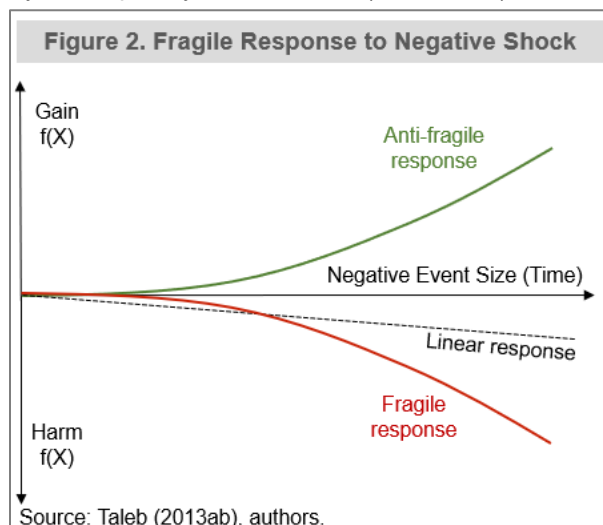 Figure 2. Fragile Response to Negative Shock
Gain
f(X)
Anti-fragile
response
Negative Event Size (Time)
Linear response
Fragile
response
Harm
f(X)
Source: Taleb (2013ab), authors.